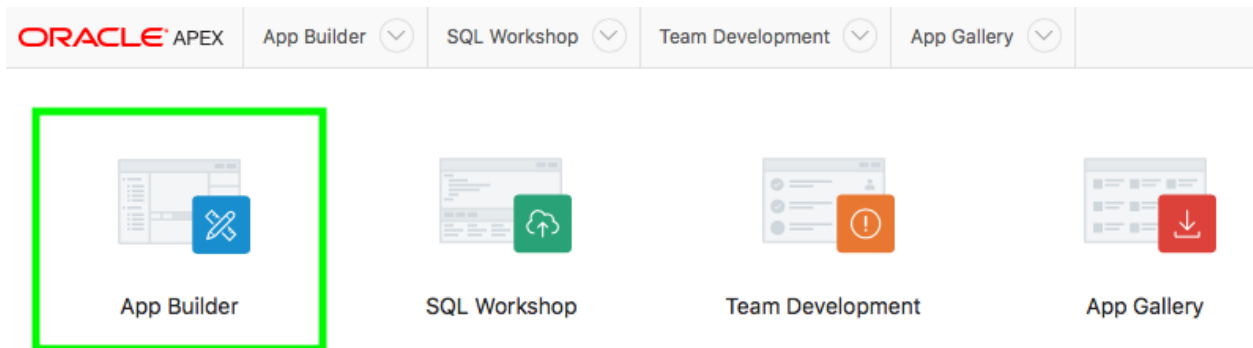 ORACLE APEX App Builder SQL Workshop Team Development App Gallery
App Builder SQL Workshop Team Development App Gallery